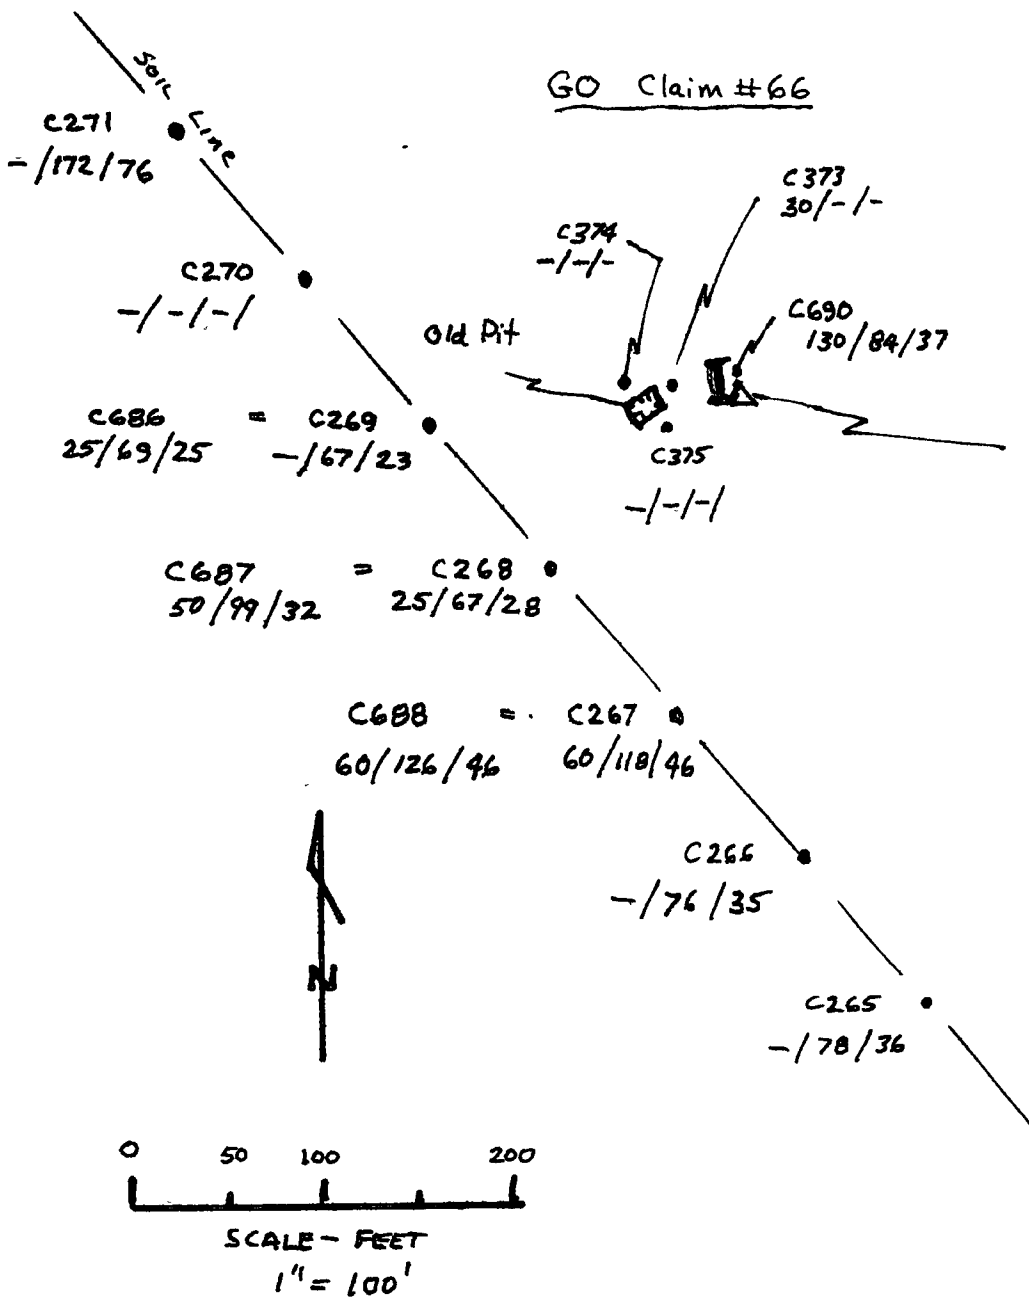 GO Claim #66
Soil Line
C271
-/172/76
C373
30/-/-
C374
-/-/-
C270
-/-/-/
C690
130/84/37
Old Pit
C686 = C269
25/69/25 -/67/23
C375
-/-/-/
C687 = C268
50/99/32 25/67/28
C688 = C267
60/126/46 60/118/46
C266
-/76/35
N
C265
-/78/36
0 50 100 200
SCALE - FEET
1" = 100'